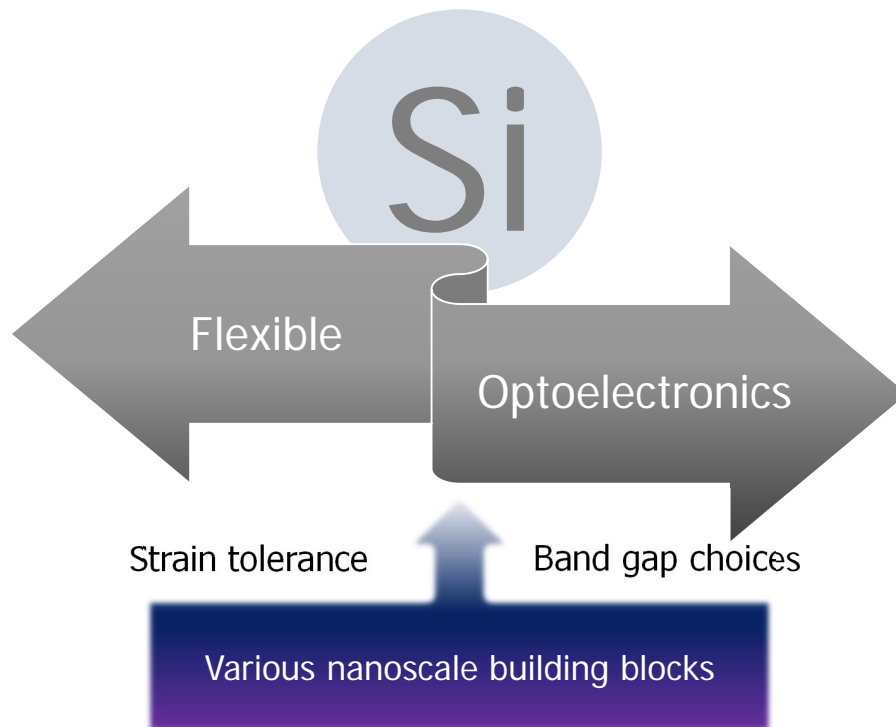 Si
Flexible
Optoelectronics
Strain tolerance
Band gap choices
Various nanoscale building blocks